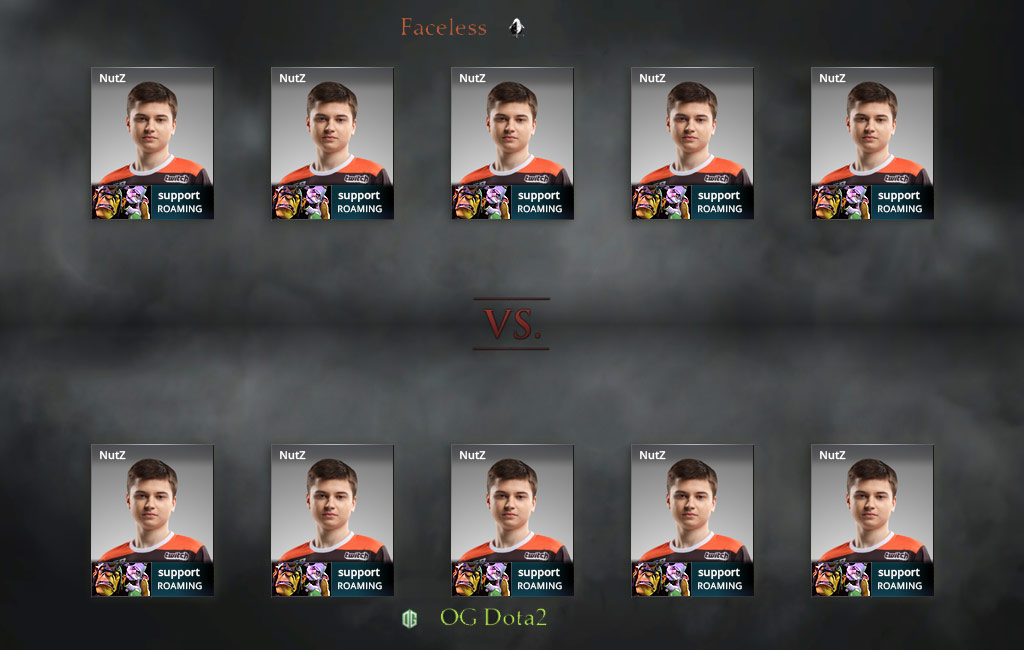 Faceless
NutZ NutZ NutZ NutZ NutZ
twitch twitch twitch twitch twitch
support support support support support
ROAMING ROAMING ROAMING ROAMING ROAMING
VS.
NutZ NutZ NutZ NutZ NutZ
twitch twitch twitch twitch twitch
support support support support support
ROAMING ROAMING ROAMING ROAMING ROAMING
OG OG Dota2